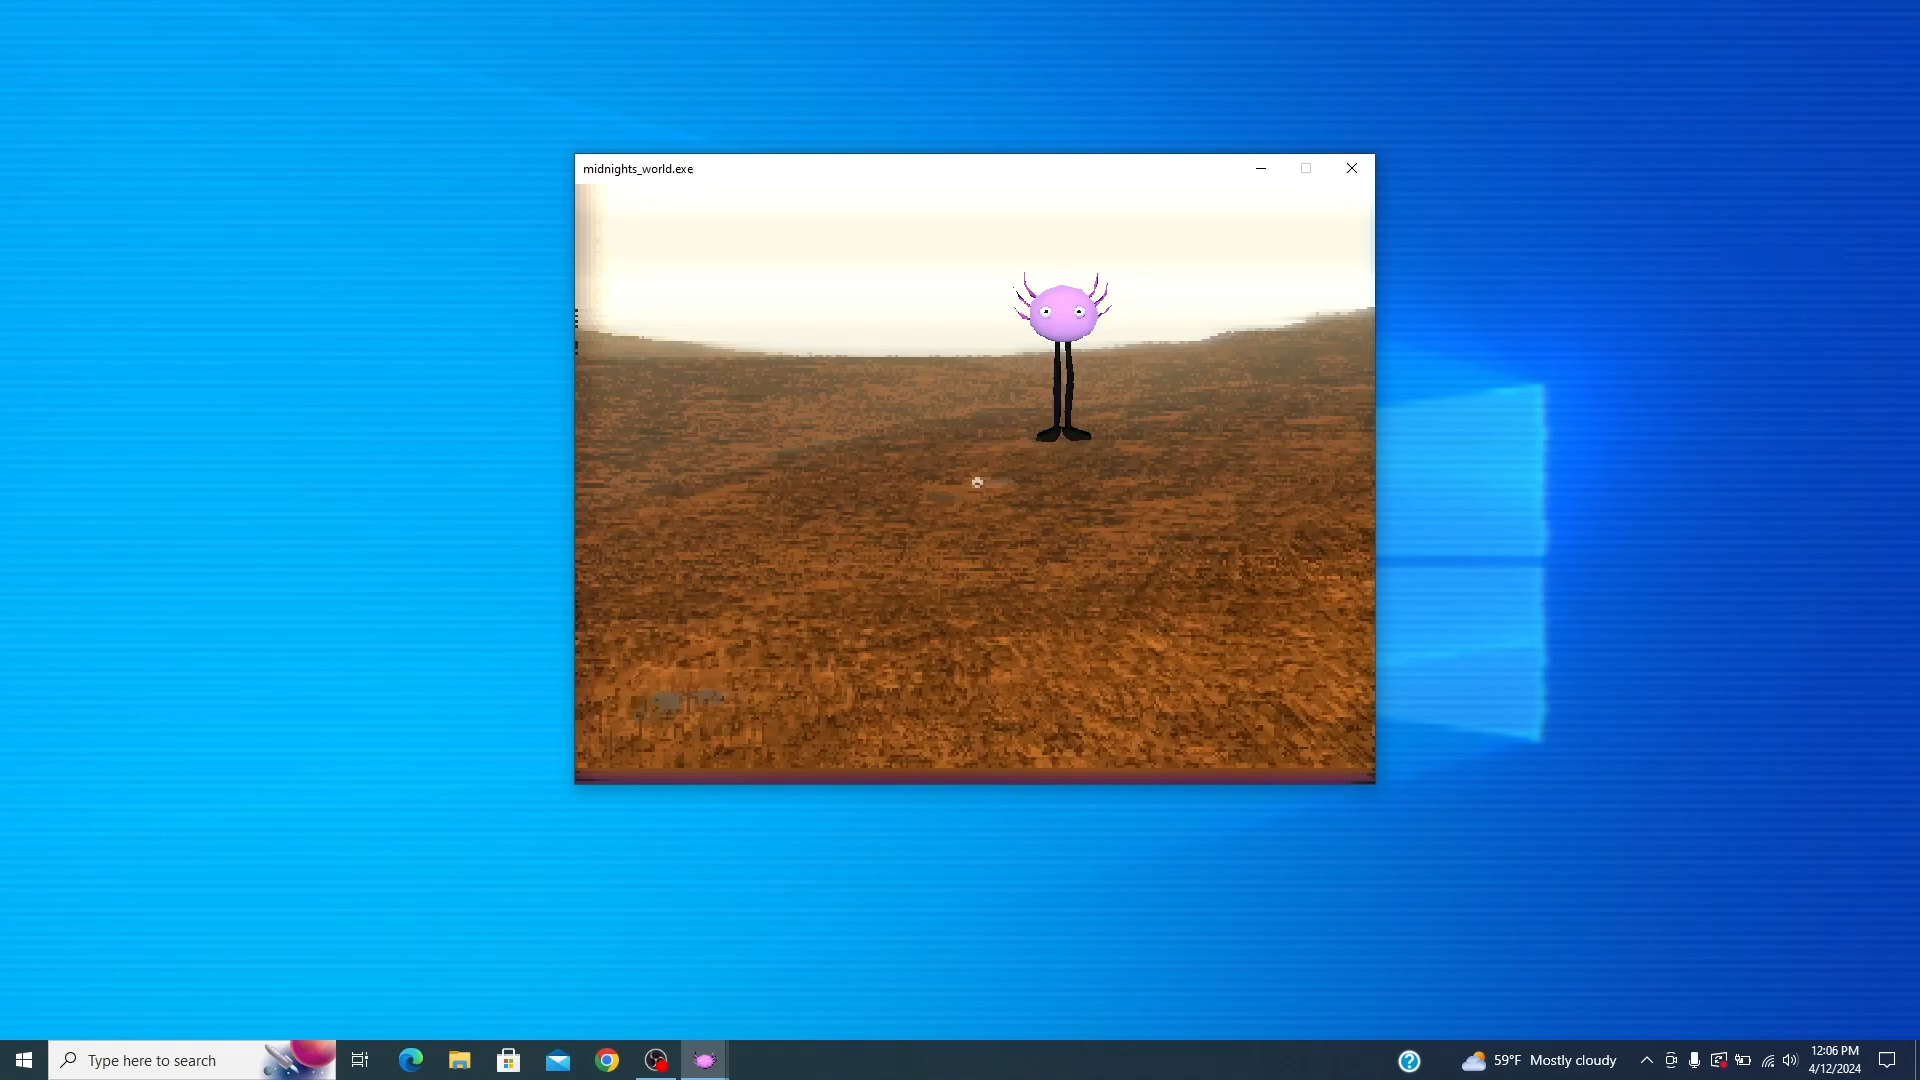 midnights_world.exe
Type here to search
59°F Mostly cloudy
12:06 PM
4/12/2024